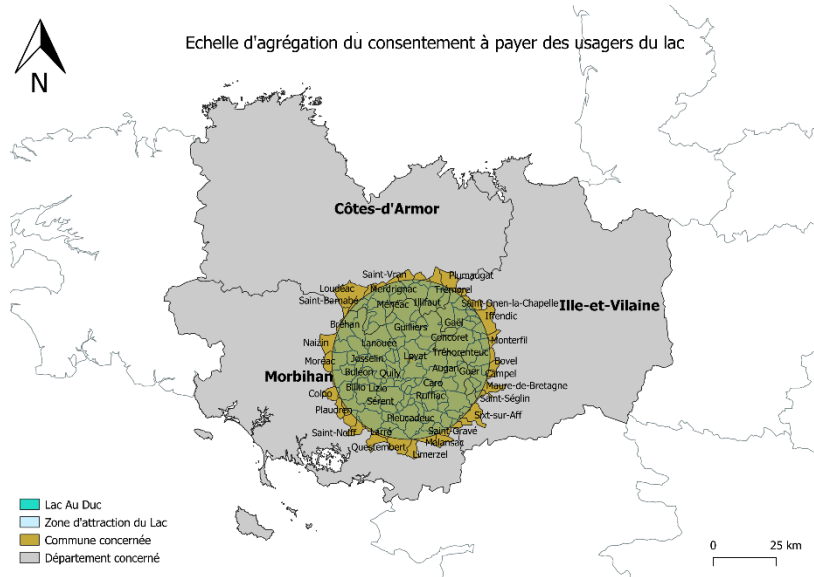 Echelle d'agrégation du consentement à payer des usagers du lac
N
Côtes-d'Armor
Saint-Vran
Plumaugat
Loudéac
Merdrignac
Trémorel
Saint-Barnabé
Ménéac
Illifaut
Saint-Onen-la-Chapelle
Ille-et-Vilaine
Iffendic
Bréhan
Guilliers
Gaël
Naizin
Lanouée
Concoret
Monterfil
Moréac
Josselin
Loyat
Tréhorenteuc
Bovel
Morbihan
Buléon
Quily
Augan
Guer
Campel
Billio
Lizio
Caro
Maure-de-Bretagne
Colpo
Sérent
Ruffiac
Saint-Séglin
Plaudren
Pleucadeuc
Sixt-sur-Aff
Saint-Nolff
Larré
Saint-Gravé
Questembert
Malansac
Limerzel
Lac Au Duc
Zone d'attraction du Lac
Commune concernée
Département concerné
0 25 km